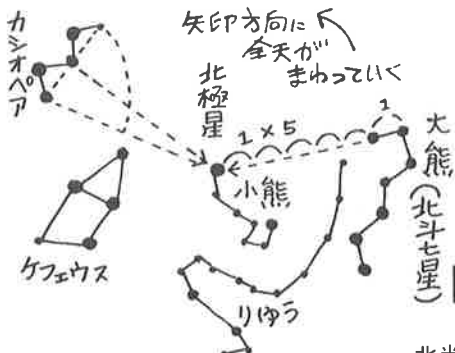 カシオペア
矢印方向に
全天が
まわっていく
北極星
1×5
1
大熊(北斗七星)
小熊
ケフェウス
りゅう